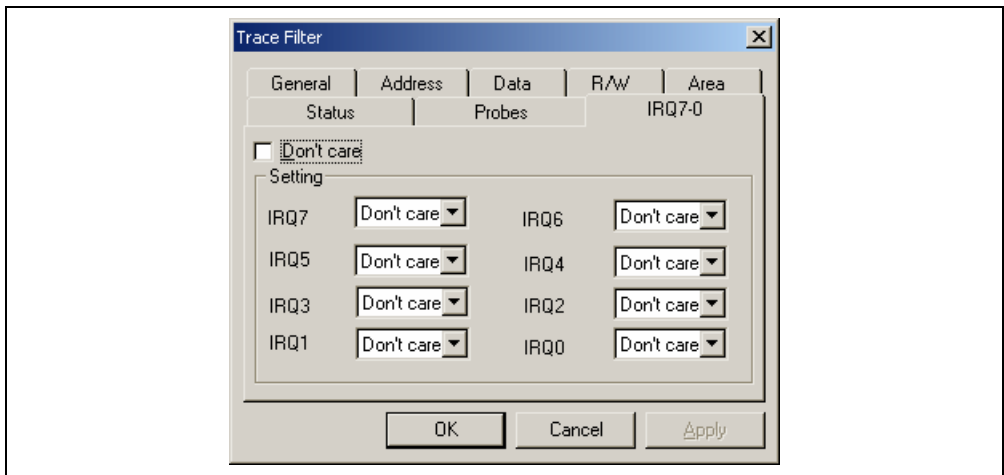 Trace Filter
General Address Data R/W Area
Status Probes IRQ7-0
Don't care
Setting
IRQ7 Don't care IRQ6 Don't care
IRQ5 Don't care IRQ4 Don't care
IRQ3 Don't care IRQ2 Don't care
IRQ1 Don't care IRQ0 Don't care
OK Cancel Apply